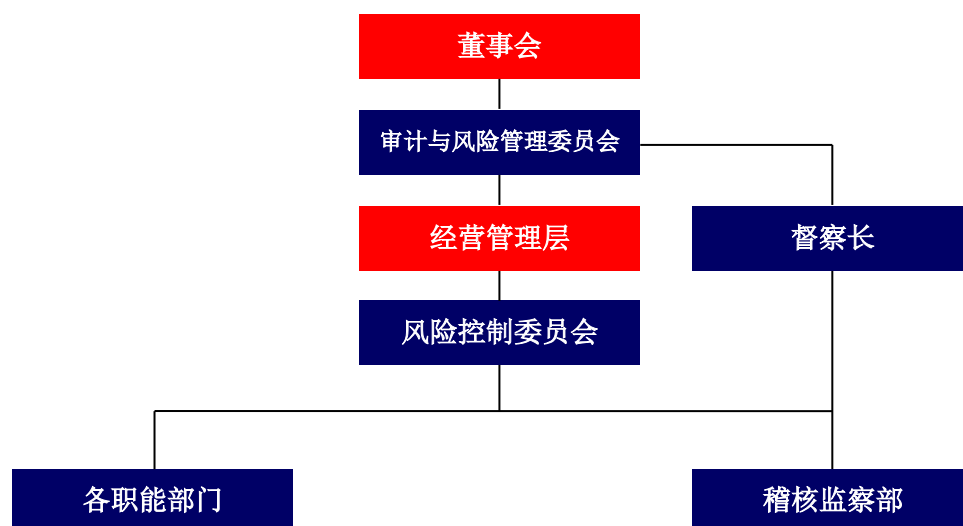 董事会
审计与风险管理委员会
经营管理层
督察长
风险控制委员会
各职能部门
稽核监察部